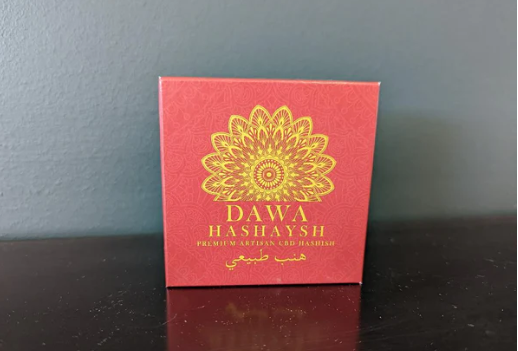 DAWA
HASHAYSH
PREMIUM ARTISAN CBD HASHISH
هنب طبيعي